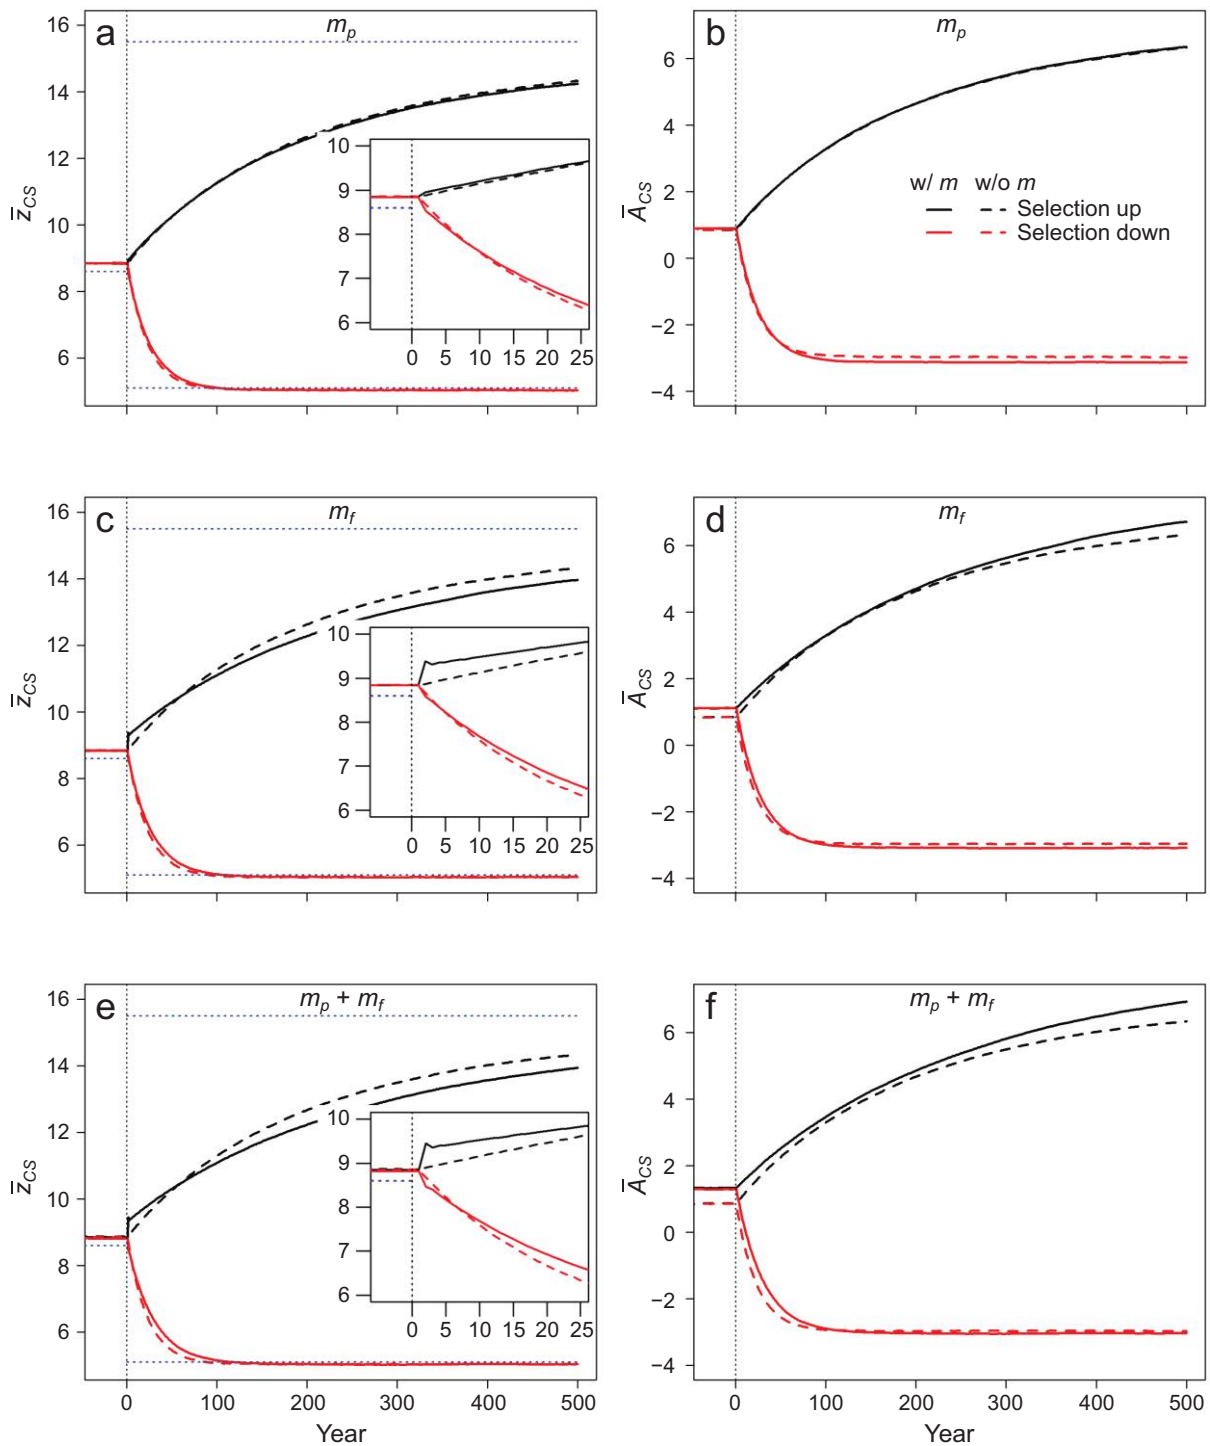 a
m_p
16
14
12
10
8
6
z̄_CS
10
9
8
7
6
0 5 10 15 20 25
b
m_p
6
4
2
0
−2
−4
Ā_CS
w/ m w/o m
Selection up
Selection down
c
m_f
16
14
12
10
8
6
z̄_CS
10
9
8
7
6
0 5 10 15 20 25
d
m_f
6
4
2
0
−2
−4
Ā_CS
e
m_p + m_f
16
14
12
10
8
6
z̄_CS
10
9
8
7
6
0 5 10 15 20 25
0 100 200 300 400 500
Year
f
m_p + m_f
6
4
2
0
−2
−4
Ā_CS
0 100 200 300 400 500
Year